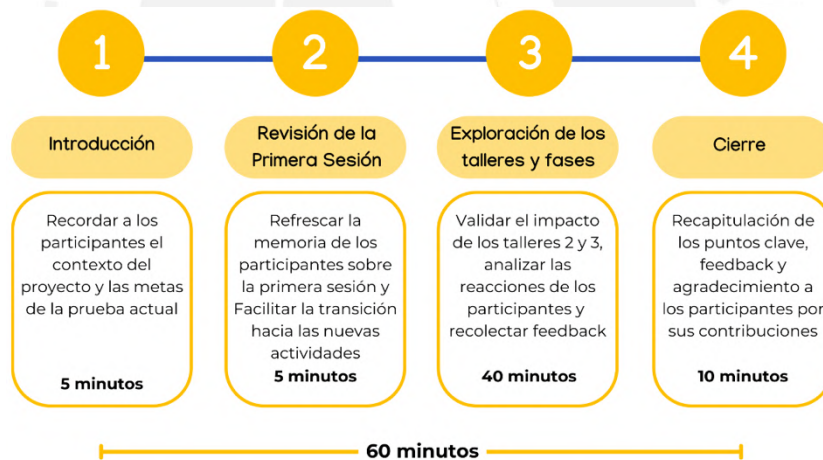 1
2
3
4
Introducción
Revisión de la
Primera Sesión
Exploración de los
talleres y fases
Cierre
Recordar a los
participantes el
contexto del
proyecto y las metas
de la prueba actual
5 minutos
Refrescar la
memoria de los
participantes sobre
la primera sesión y
Facilitar la transición
hacia las nuevas
actividades
5 minutos
Validar el impacto
de los talleres 2 y 3,
analizar las
reacciones de los
participantes y
recolectar feedback
40 minutos
Recapitulación de
los puntos clave,
feedback y
agradecimiento a
los participantes por
sus contribuciones
10 minutos
60 minutos